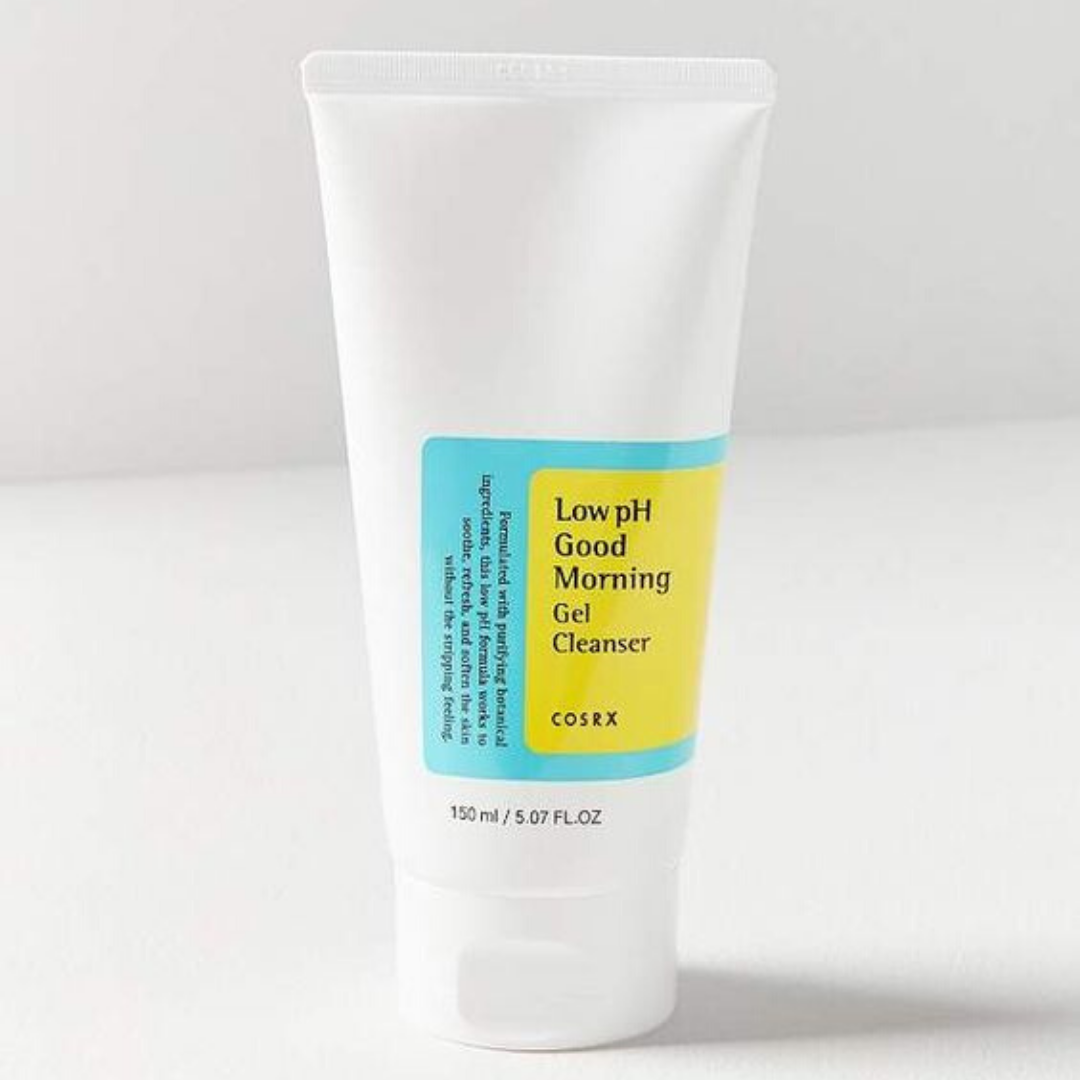 Low pH
Good
Morning
Gel
Cleanser
COSRX
Formulated with purifying botanical
ingredients, this low pH formula works to
soothe, refresh, and soften the skin
without the stripping feeling.
150 ml / 5.07 FL.OZ